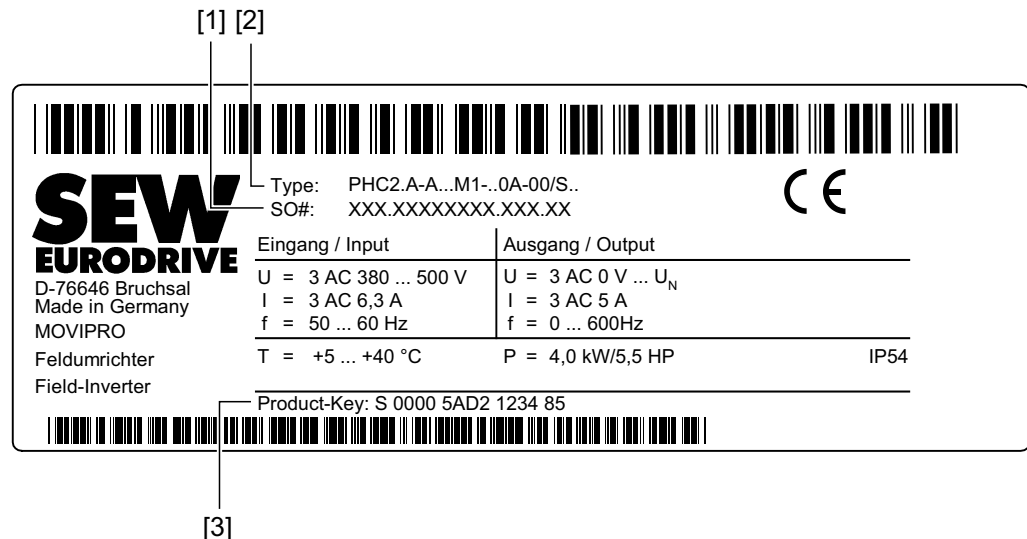 [1] [2]
SEW
EURODRIVE
D-76646 Bruchsal
Made in Germany
MOVIPRO
Feldumrichter
Field-Inverter
Type: PHC2.A-A...M1-..0A-00/S..
SO#: XXX.XXXXXXXX.XXX.XX
CE
Eingang / Input
U = 3 AC 380 ... 500 V
I = 3 AC 6,3 A
f = 50 ... 60 Hz
Ausgang / Output
U = 3 AC 0 V ... UN
I = 3 AC 5 A
f = 0 ... 600Hz
T = +5 ... +40 °C
P = 4,0 kW/5,5 HP
IP54
Product-Key: S 0000 5AD2 1234 85
[3]